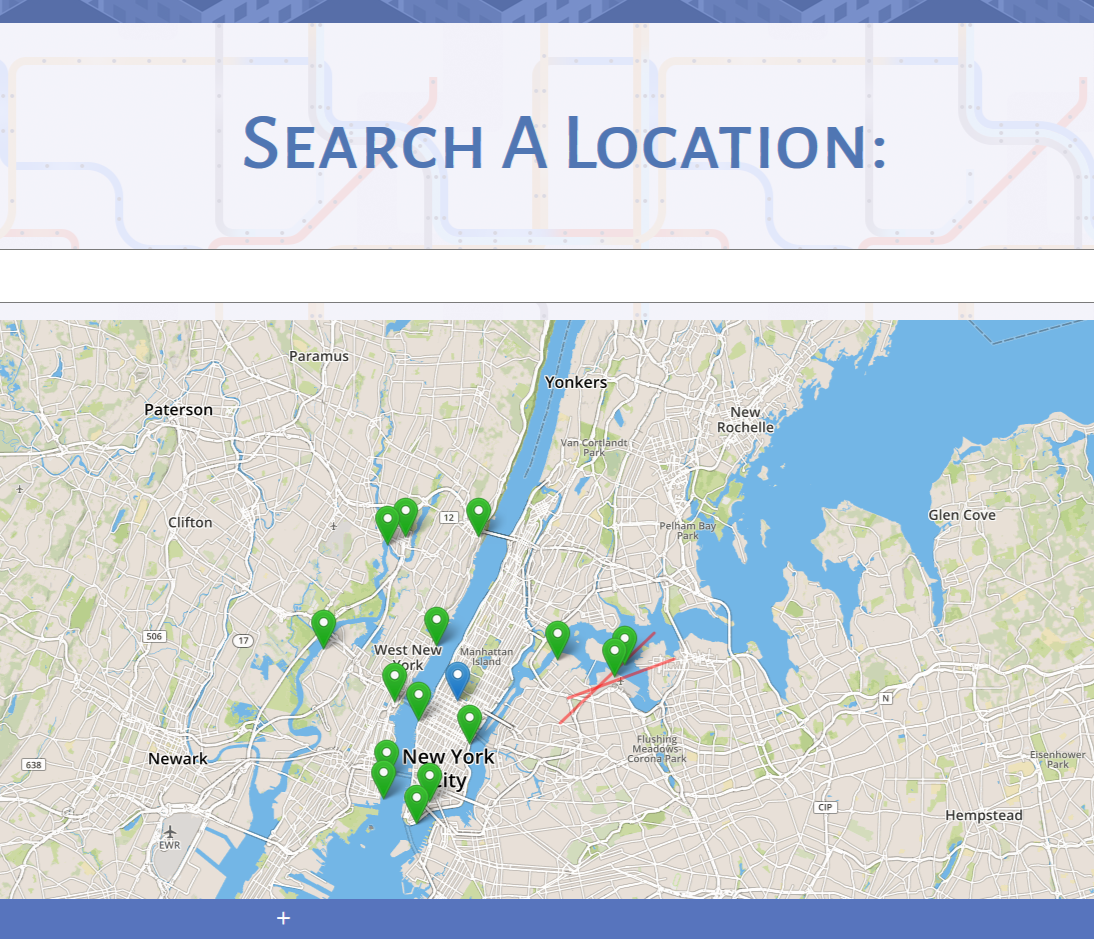 SEARCH A LOCATION:
Paramus
Yonkers
Paterson
New
Rochelle
Van Cortlandt
Park
12
Clifton
Glen Cove
Pelham Bay
Park
506
17
West New
York
Manhattan
Island
N
Flushing
Meadows-
Corona Park
New York
City
Newark
638
Eisenhower
Park
CIP
Hempstead
EWR
+